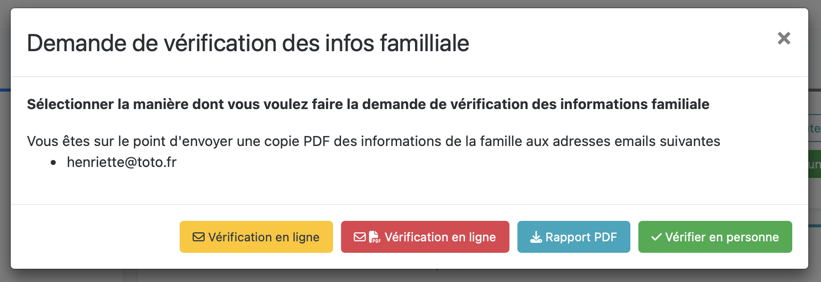 Demande de vérification des infos familliale
×
Sélectionner la manière dont vous voulez faire la demande de vérification des informations familiale
Vous êtes sur le point d'envoyer une copie PDF des informations de la famille aux adresses emails suivantes
• henriette@toto.fr
Vérification en ligne
Vérification en ligne
Rapport PDF
Vérifier en personne